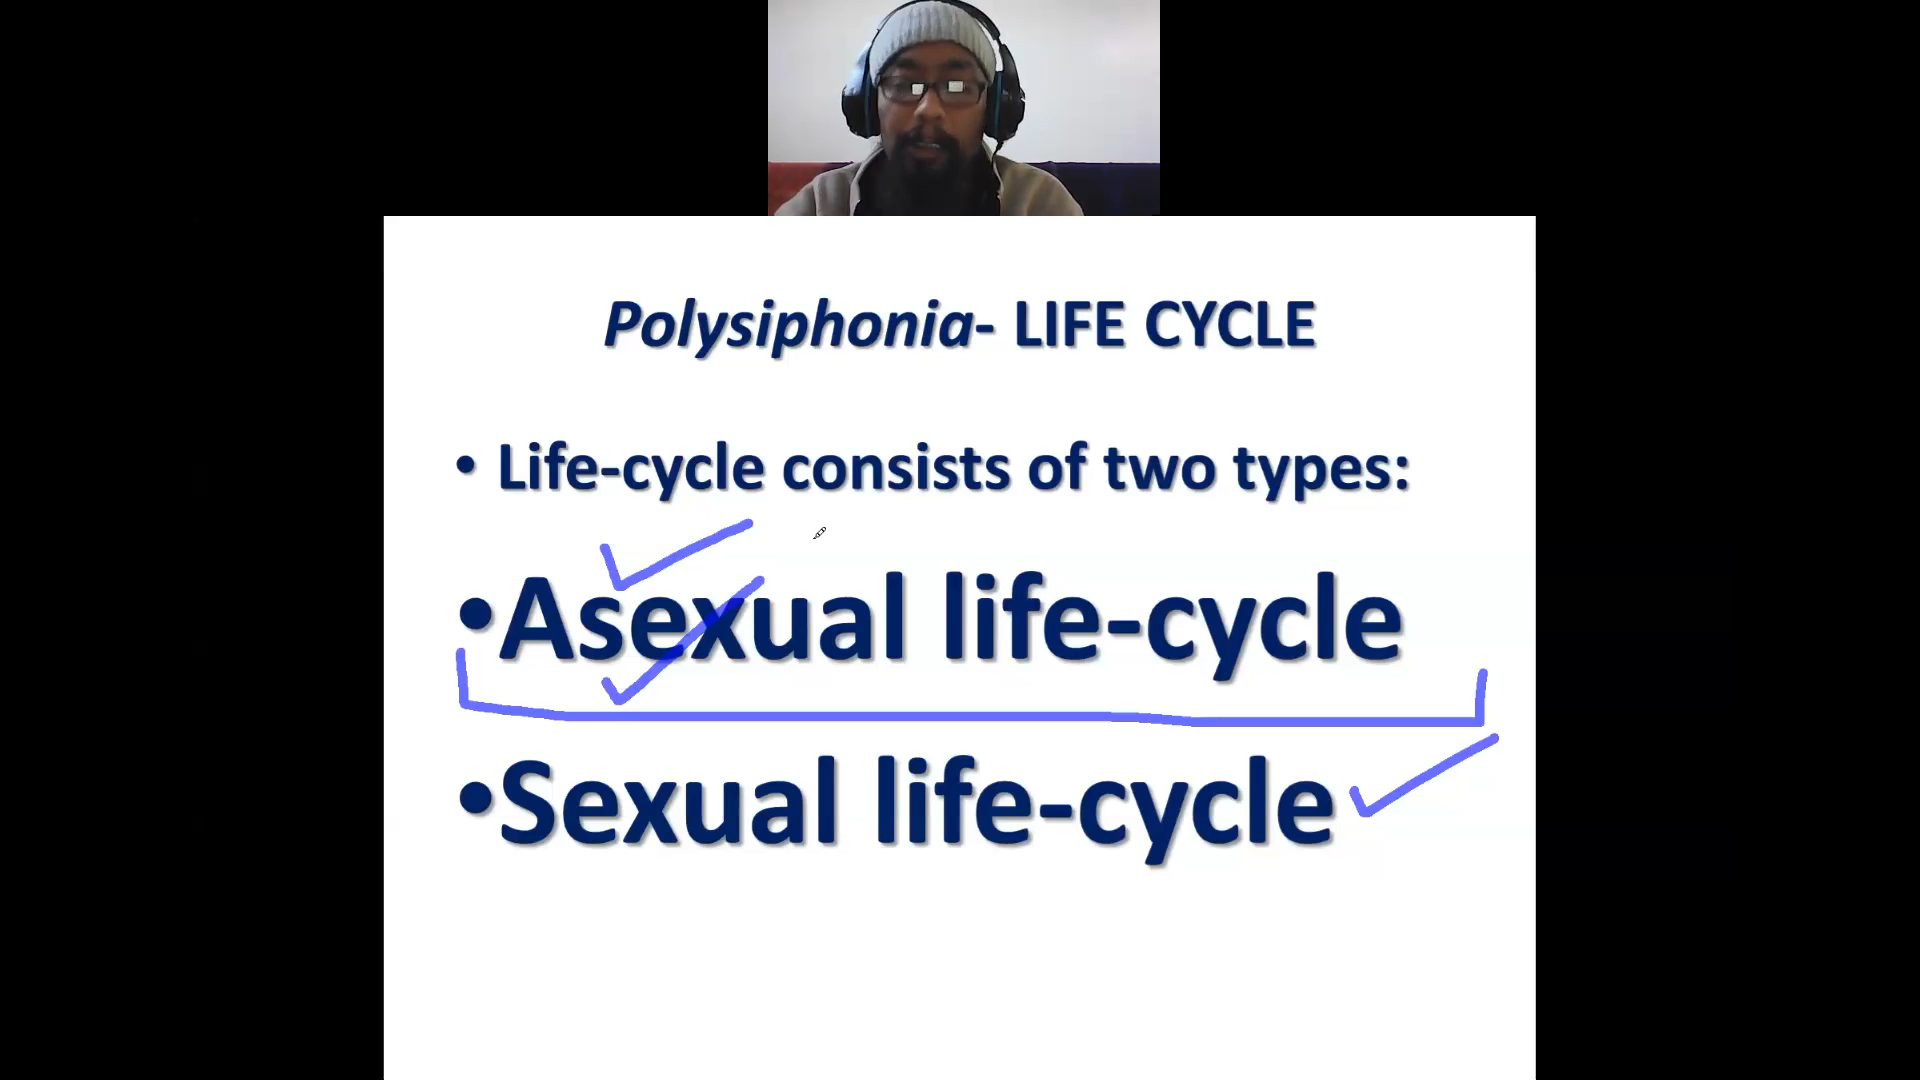 Polysiphonia- LIFE CYCLE
• Life-cycle consists of two types:
•Asexual life-cycle
•Sexual life-cycle